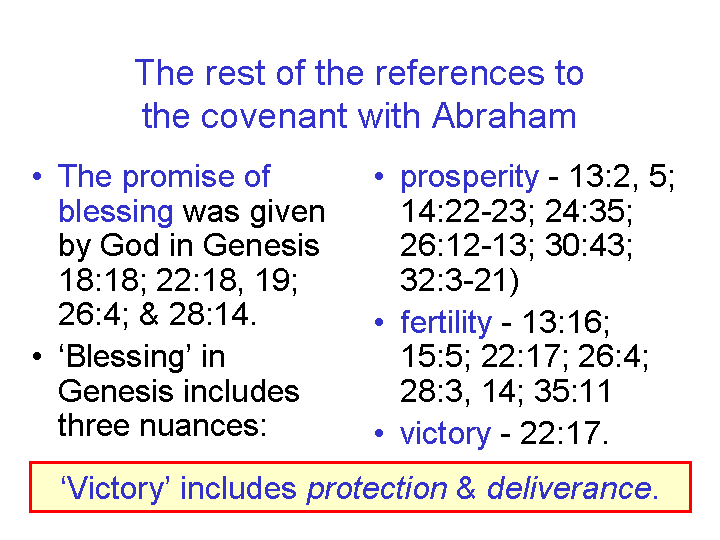 The rest of the references to
the covenant with Abraham
• The promise of
blessing was given
by God in Genesis
18:18; 22:18, 19;
26:4; & 28:14.
• ‘Blessing’ in
Genesis includes
three nuances:
• prosperity - 13:2, 5;
14:22-23; 24:35;
26:12-13; 30:43;
32:3-21)
• fertility - 13:16;
15:5; 22:17; 26:4;
28:3, 14; 35:11
• victory - 22:17.
‘Victory’ includes protection & deliverance.